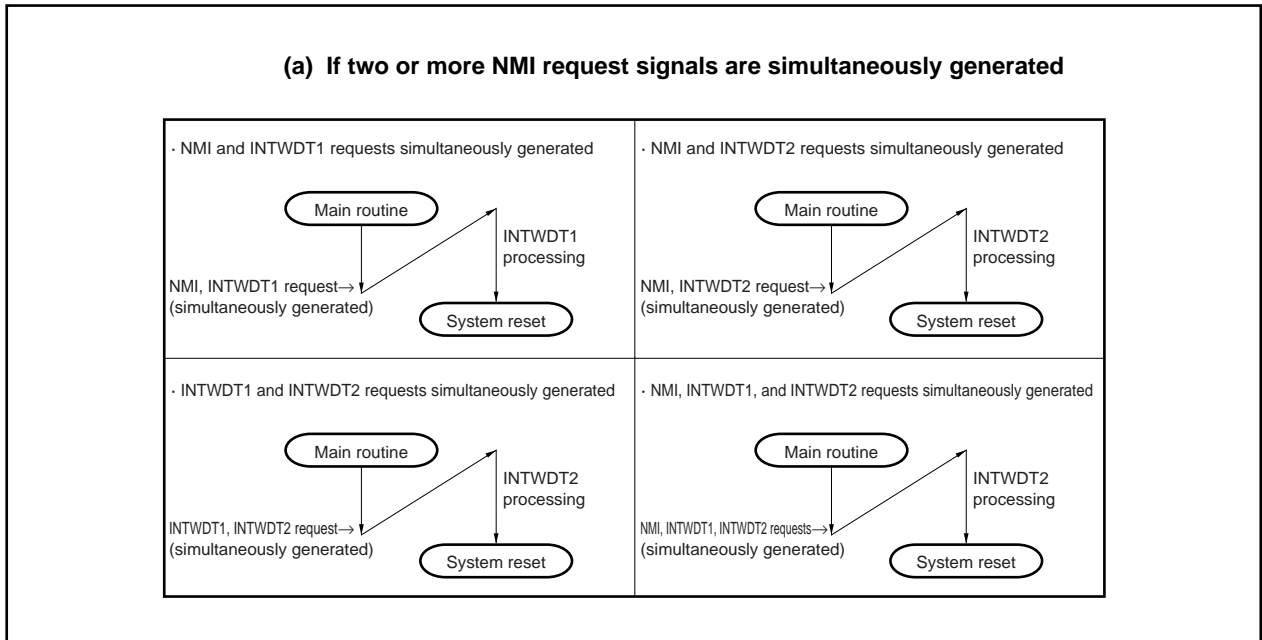 (a) If two or more NMI request signals are simultaneously generated
· NMI and INTWDT1 requests simultaneously generated
Main routine
INTWDT1
processing
NMI, INTWDT1 request→
(simultaneously generated)
System reset
· NMI and INTWDT2 requests simultaneously generated
Main routine
INTWDT2
processing
NMI, INTWDT2 request→
(simultaneously generated)
System reset
· INTWDT1 and INTWDT2 requests simultaneously generated
Main routine
INTWDT2
processing
INTWDT1, INTWDT2 request→
(simultaneously generated)
System reset
· NMI, INTWDT1, and INTWDT2 requests simultaneously generated
Main routine
INTWDT2
processing
NMI, INTWDT1, INTWDT2 requests→
(simultaneously generated)
System reset